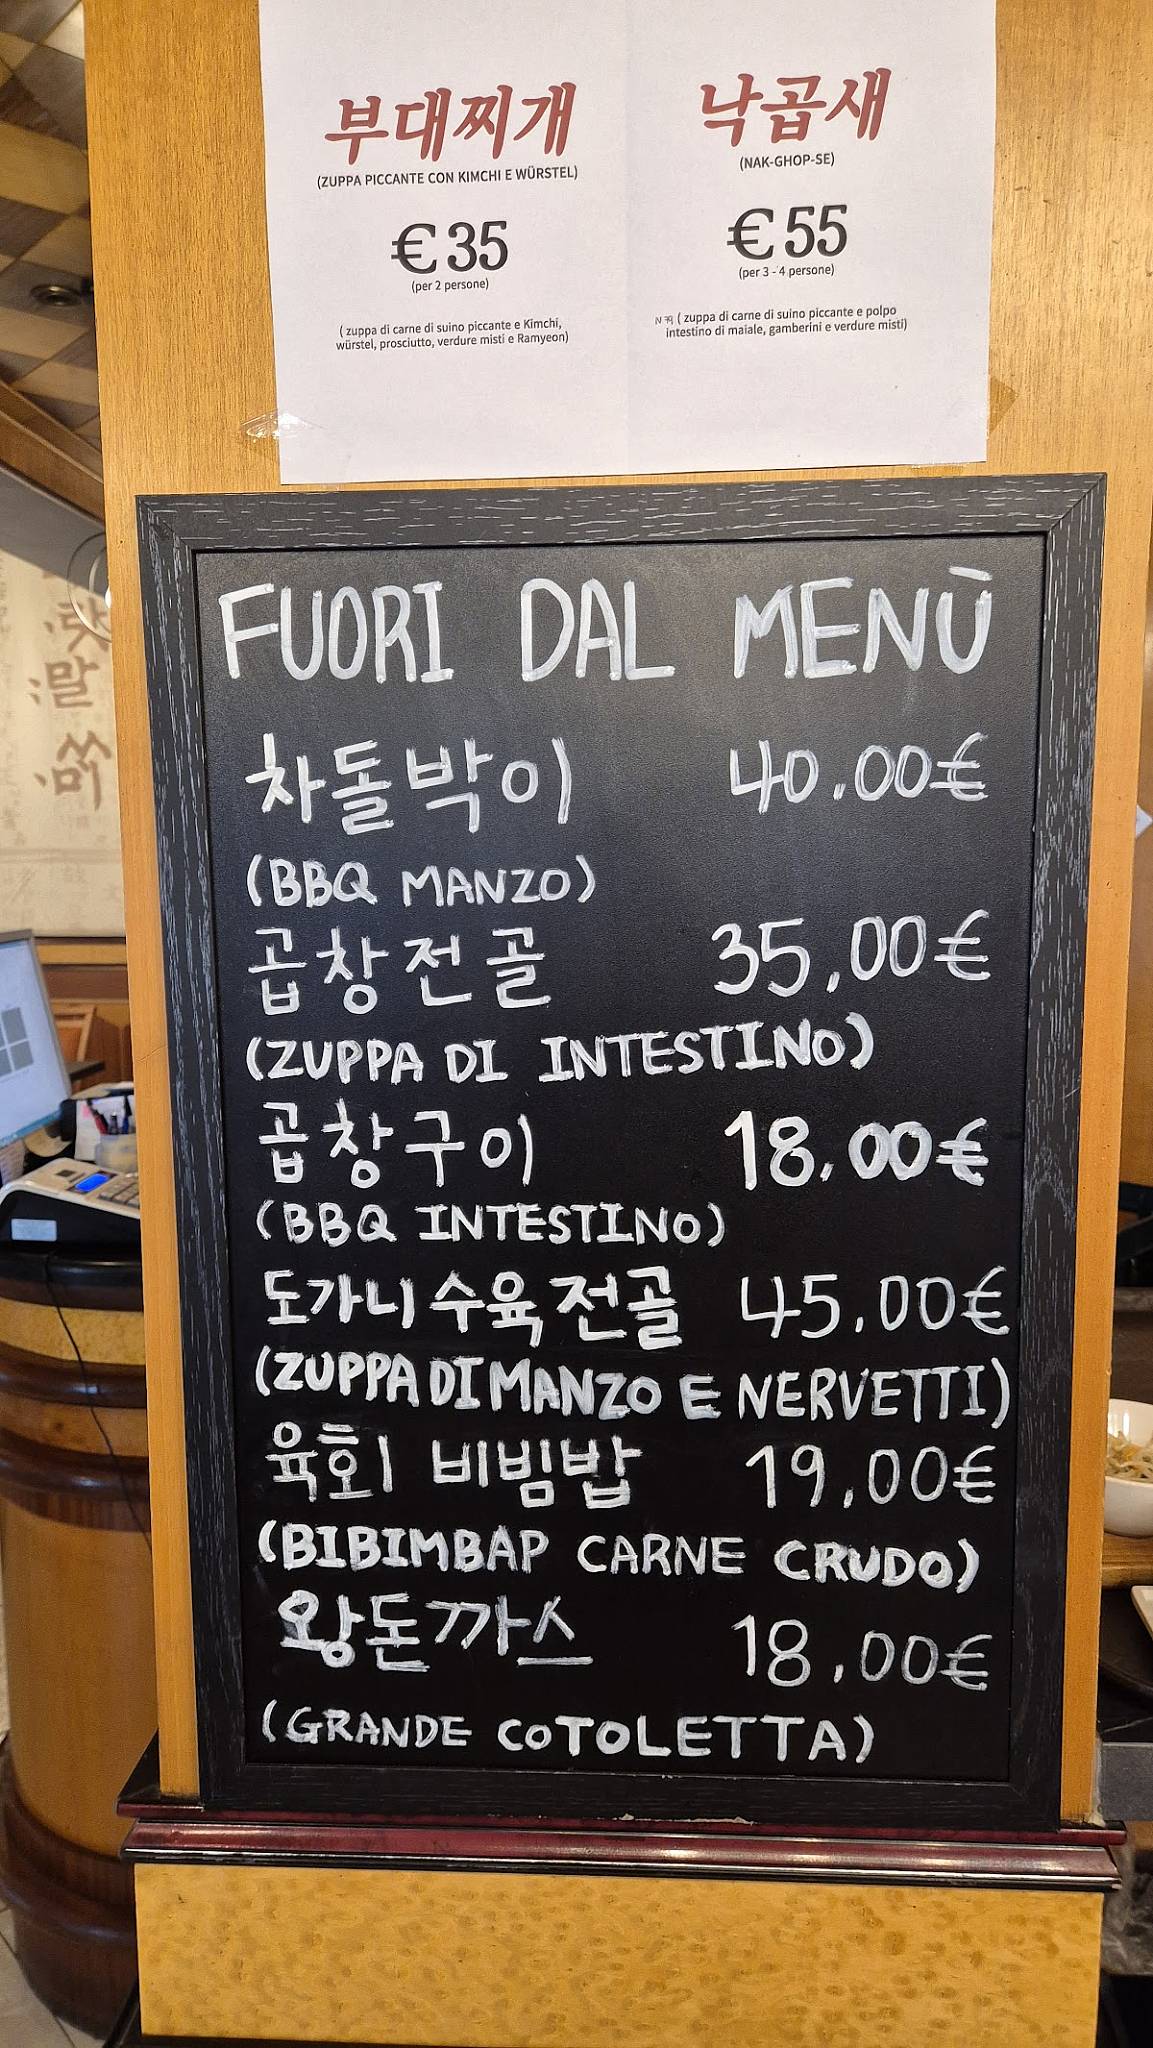 부대찌개
(ZUPPA PICCANTE CON KIMCHI E WÜRSTEL)
€35
(per 2 persone)
( zuppa di carne di suino piccante e Kimchi,
würstel, prosciutto, verdure misti e Ramyeon)
낙곱새
(NAK-GHOP-SE)
€55
(per 3 - 4 persone)
N 79 ( zuppa di carne di suino piccante e polpo
intestino di maiale, gamberini e verdure misti)
FUORI DAL MENÙ
차돌박이 40.00€
(BBQ MANZO)
곱창전골 35,00€
(ZUPPA DI INTESTINO)
곱창구이 18,00€
(BBQ INTESTINO)
도가니수육전골 45,00€
(ZUPPA DI MANZO E NERVETTI)
육회 비빔밥 19,00€
(BIBIMBAP CARNE CRUDO)
왕돈까스 18,00€
(GRANDE COTOLETTA)